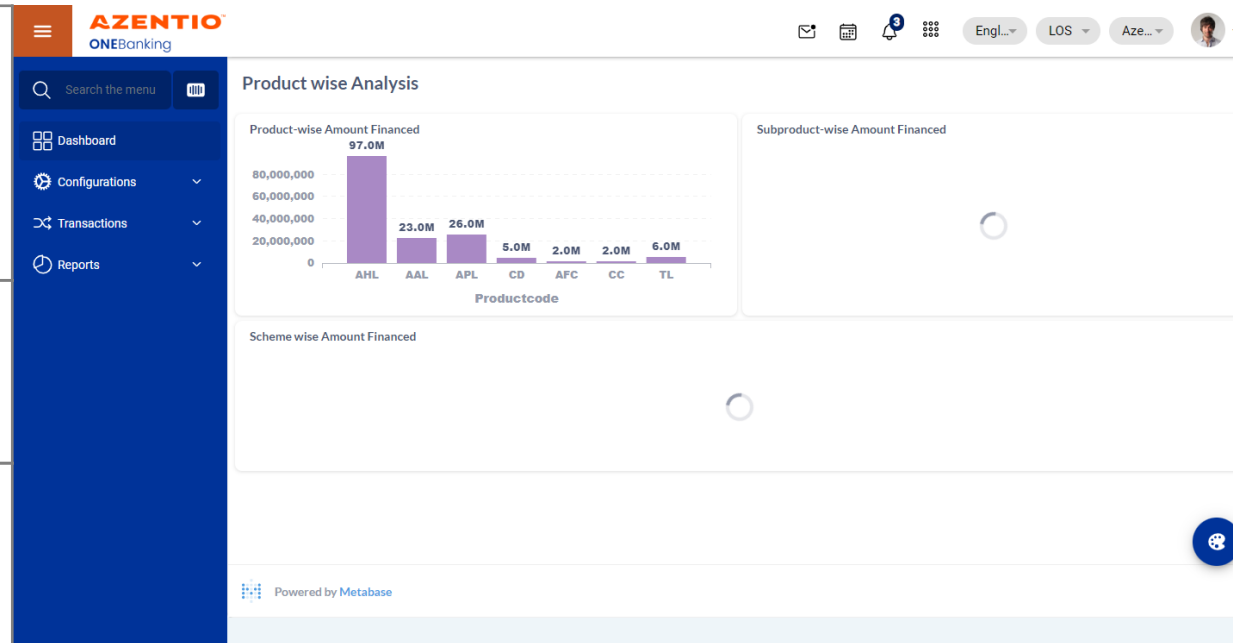 AZENTIO
ONEBanking
3
Engl...
LOS
Aze...
Search the menu
Dashboard
Configurations
Transactions
Reports
Product wise Analysis
Product-wise Amount Financed
97.0M
80,000,000
60,000,000
40,000,000
20,000,000
0
23.0M
26.0M
5.0M
2.0M
2.0M
6.0M
AHL AAL APL CD AFC CC TL
Productcode
Subproduct-wise Amount Financed
Scheme wise Amount Financed
Powered by Metabase